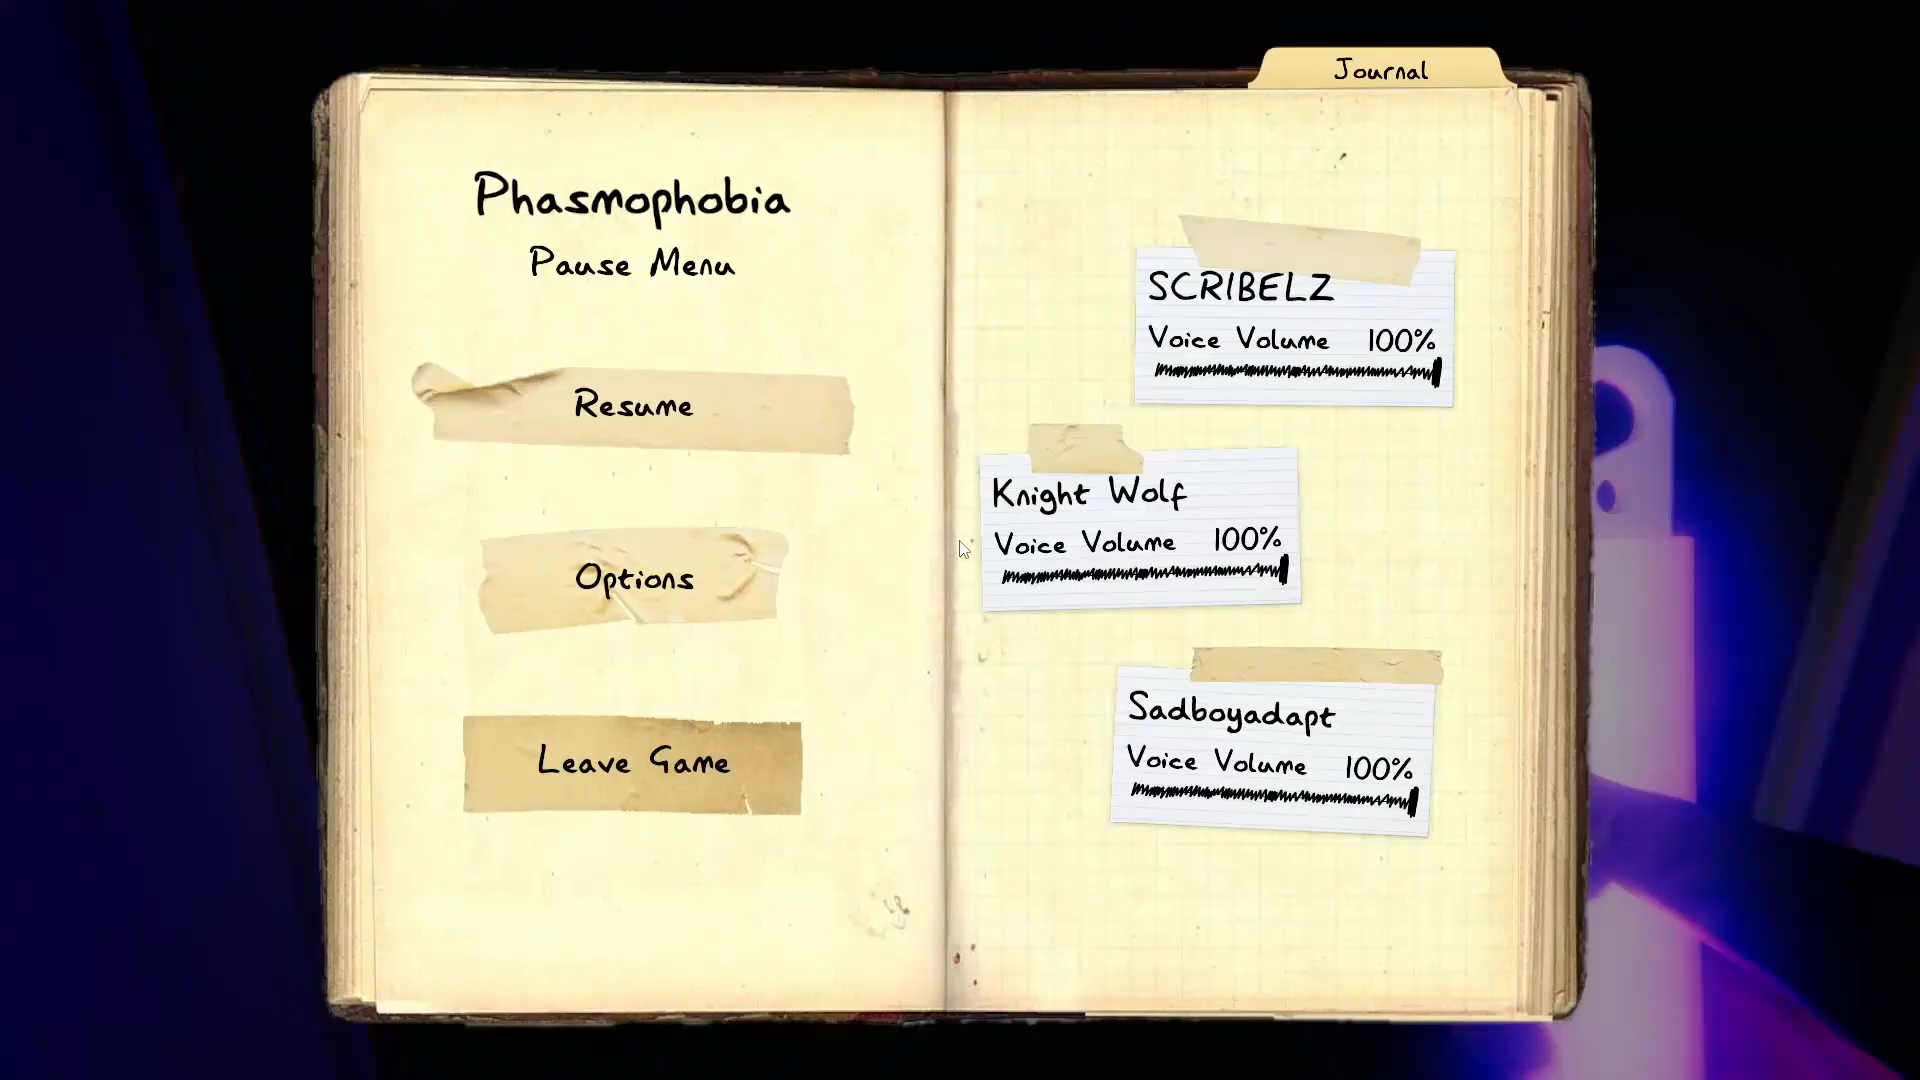 Journal
Phasmophobia
Pause Menu
Resume
Options
Leave Game
SCRIBELZ
Voice Volume 100%
Knight Wolf
Voice Volume 100%
Sadboyadapt
Voice Volume 100%